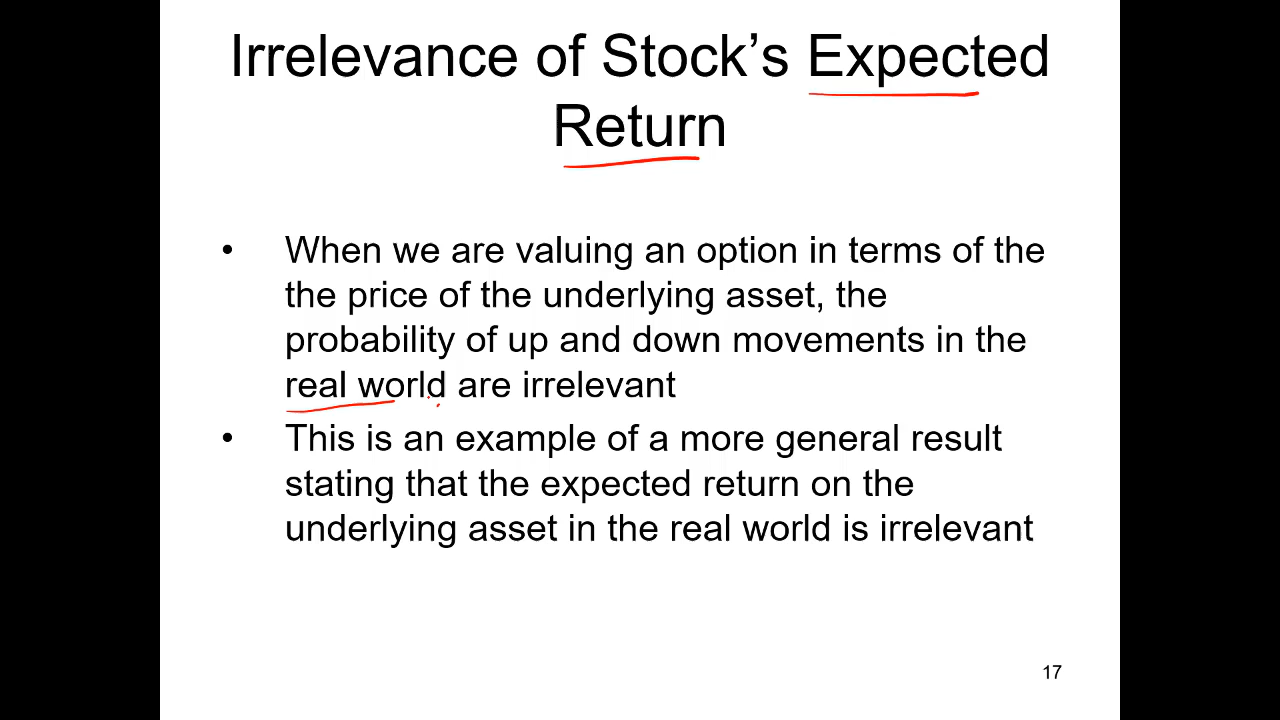 Irrelevance of Stock’s Expected
Return
• When we are valuing an option in terms of the
the price of the underlying asset, the
probability of up and down movements in the
real world are irrelevant
• This is an example of a more general result
stating that the expected return on the
underlying asset in the real world is irrelevant
17